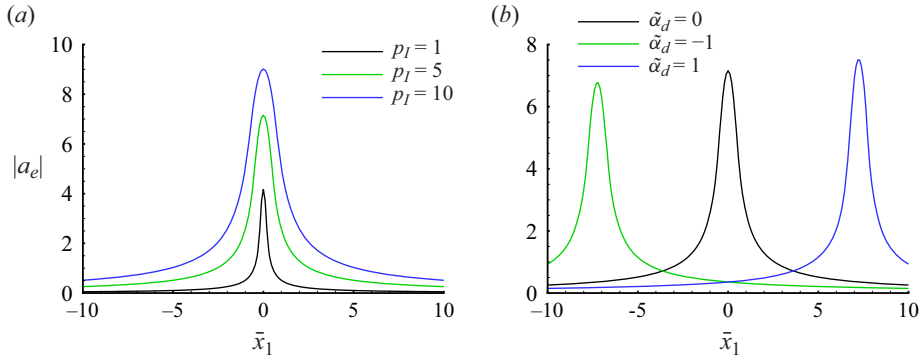 (a)
10
8
6
4
2
0
|a_e|
p_I = 1
p_I = 5
p_I = 10
−10 −5 0 5 10
x̄_1
(b)
8
6
4
2
0
α̃_d = 0
α̃_d = −1
α̃_d = 1
−10 −5 0 5 10
x̄_1